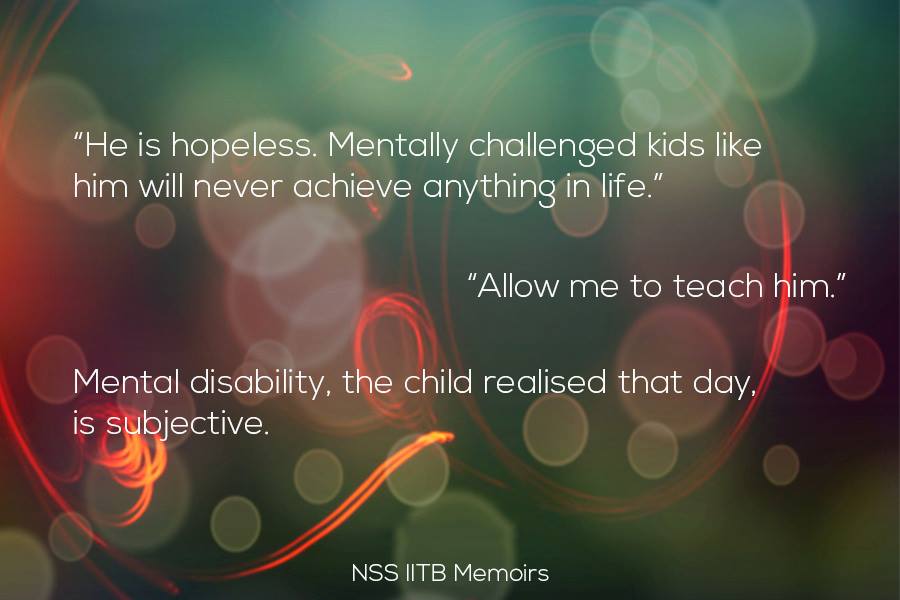 “He is hopeless. Mentally challenged kids like
him will never achieve anything in life.”
“Allow me to teach him.”
Mental disability, the child realised that day,
is subjective.
NSS IITB Memoirs